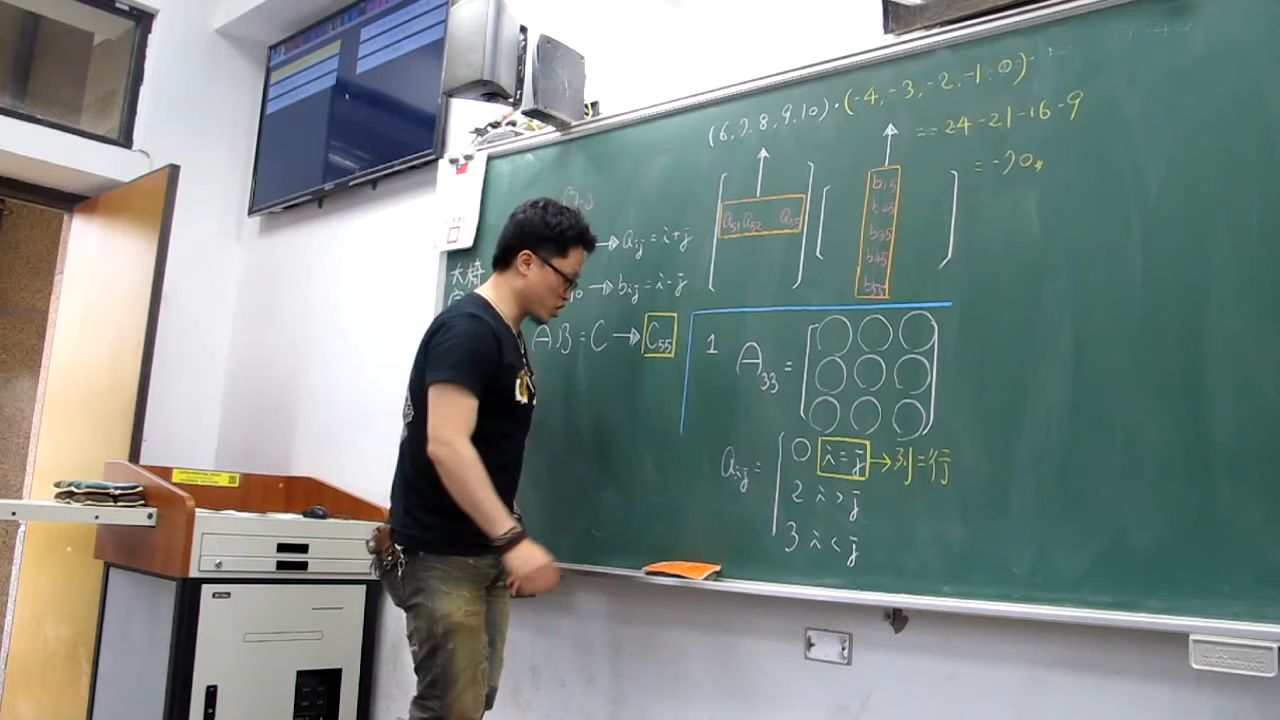 (6,7,8,9,10)·(-4,-3,-2,-1,0)
=-24-21-16-9
=-70
a51 a52 a55
b15
b25
b35
b45
b55
aij = i+j
bij = i-j
AB = C → C55
1
A33 =
aij =
0 i=j → 列=行
2 i>j
3 i<j